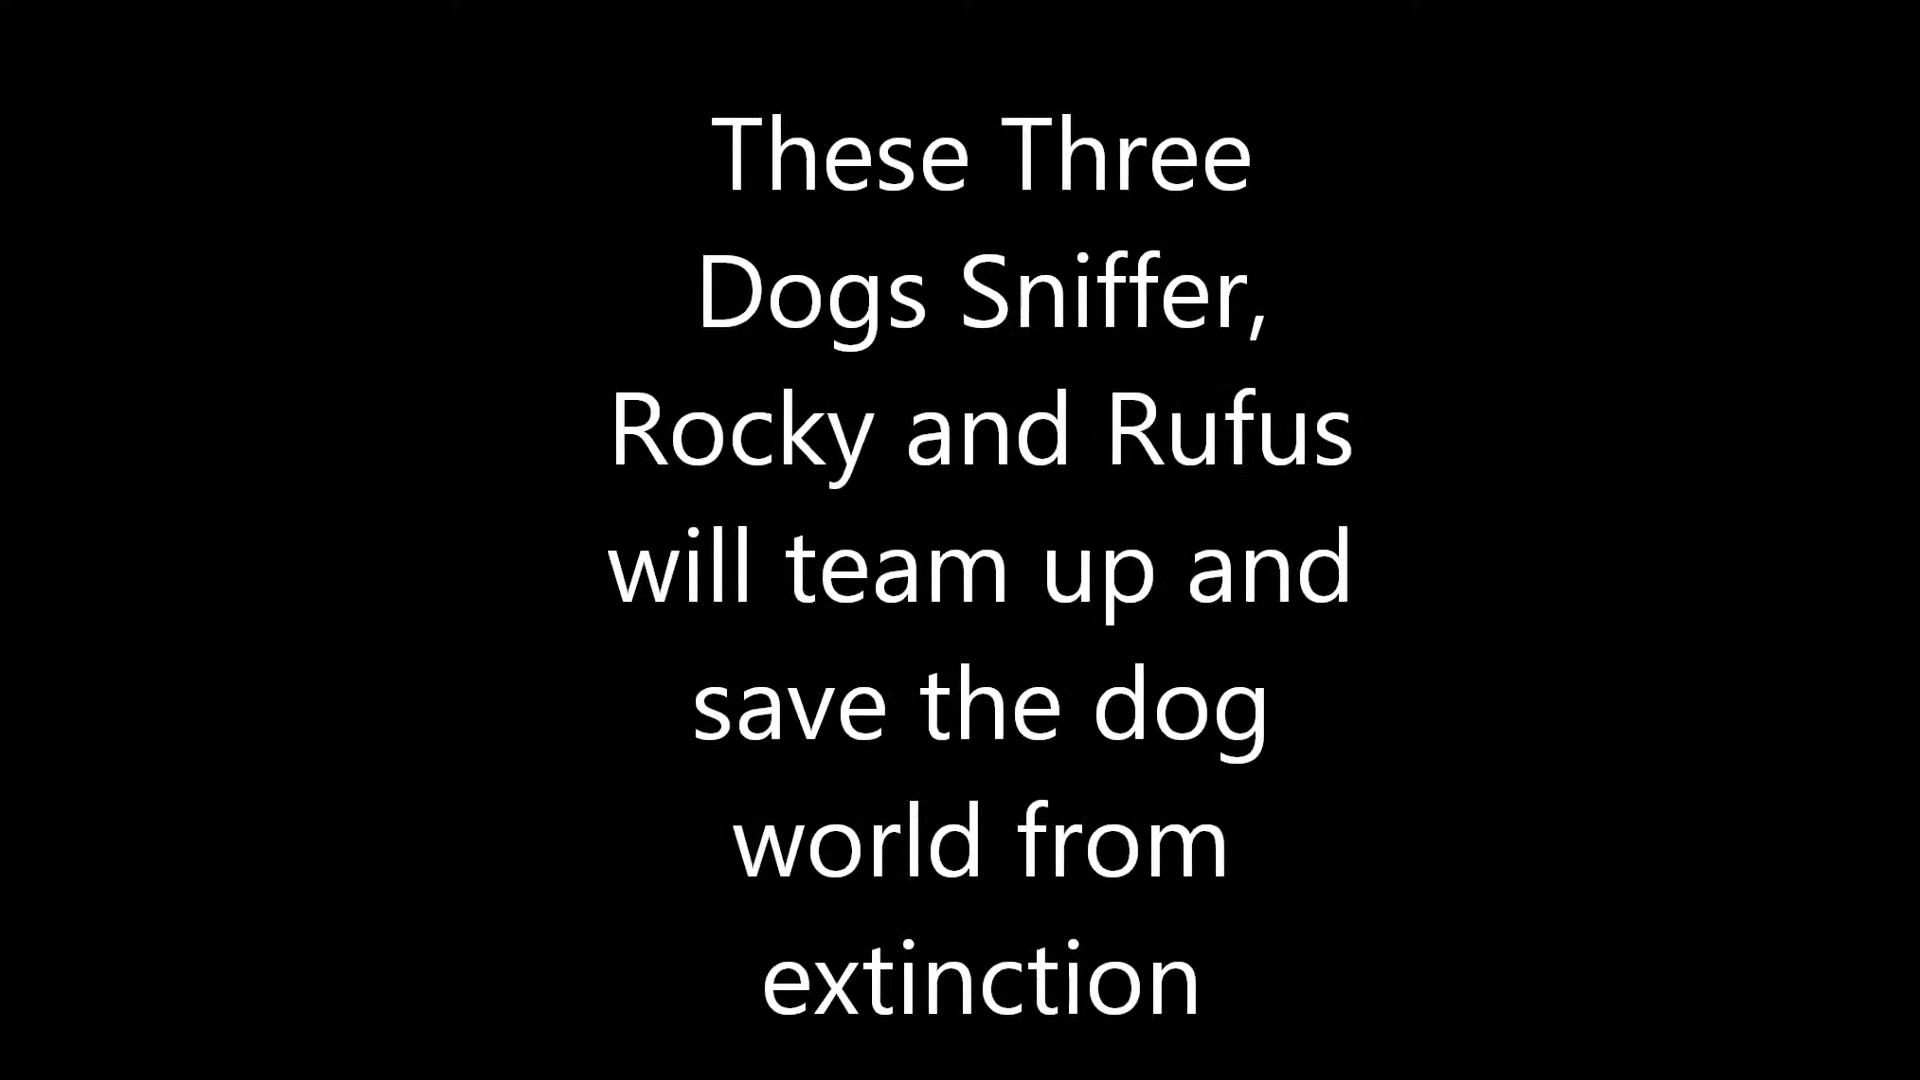 These Three
Dogs Sniffer,
Rocky and Rufus
will team up and
save the dog
world from
extinction